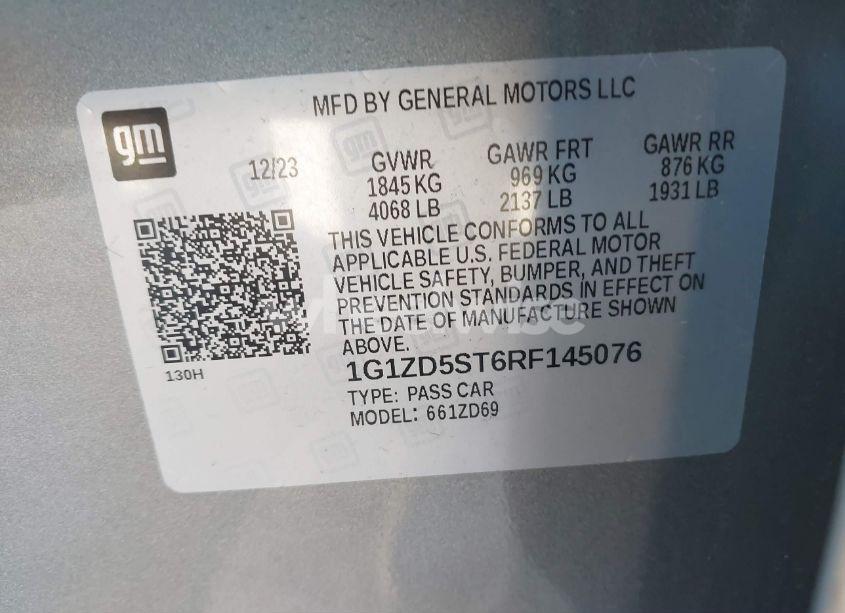 MFD BY GENERAL MOTORS LLC
gm
12/23
GVWR
1845 KG
4068 LB
GAWR FRT
969 KG
2137 LB
GAWR RR
876 KG
1931 LB
THIS VEHICLE CONFORMS TO ALL
APPLICABLE U.S. FEDERAL MOTOR
VEHICLE SAFETY, BUMPER, AND THEFT
PREVENTION STANDARDS IN EFFECT ON
THE DATE OF MANUFACTURE SHOWN
ABOVE.
130H
1G1ZD5ST6RF145076
TYPE: PASS CAR
MODEL: 661ZD69